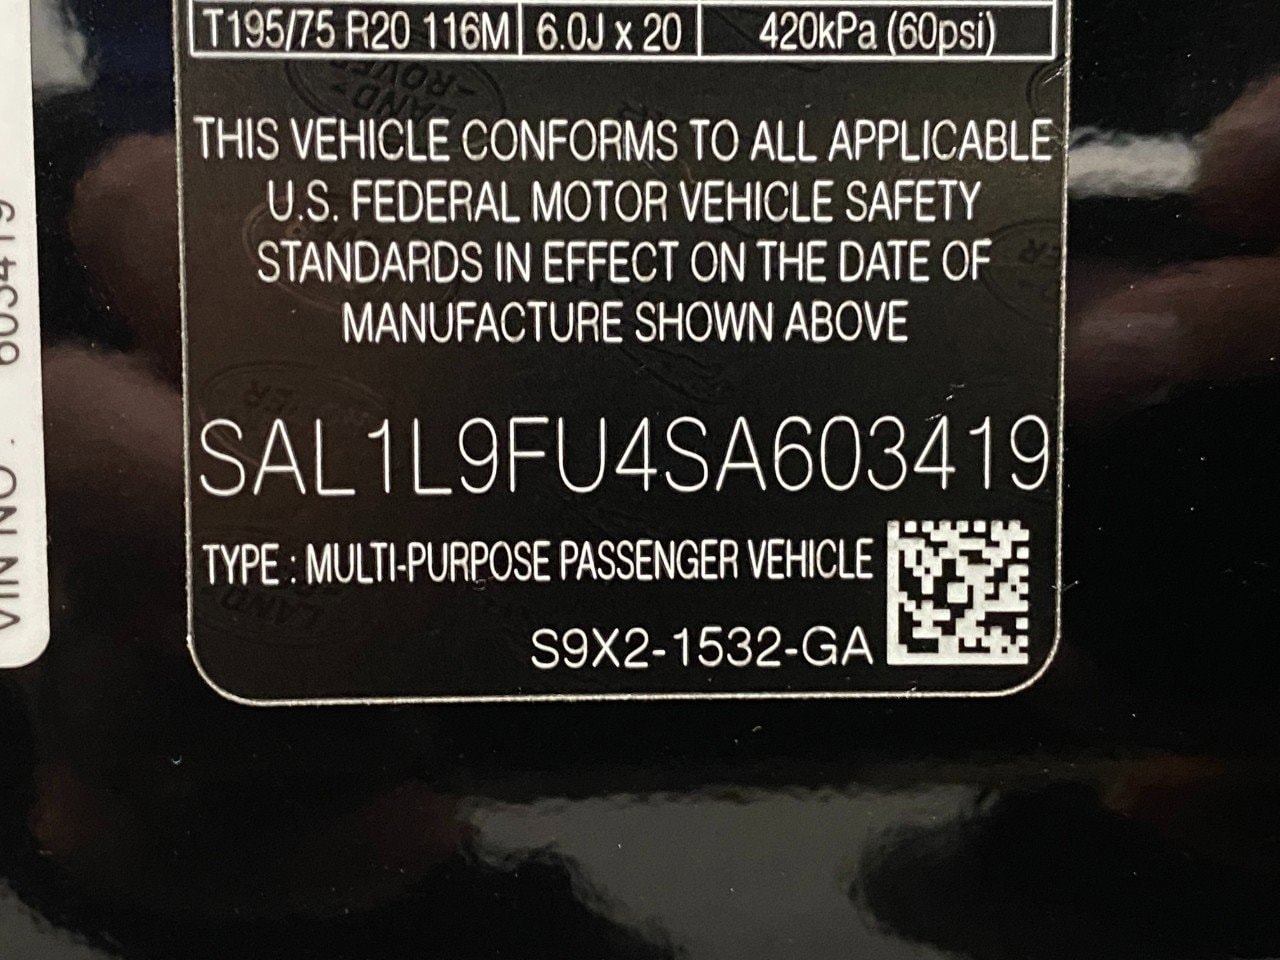 T195/75 R20 116M 6.0J x 20 420kPa (60psi)
THIS VEHICLE CONFORMS TO ALL APPLICABLE
U.S. FEDERAL MOTOR VEHICLE SAFETY
STANDARDS IN EFFECT ON THE DATE OF
MANUFACTURE SHOWN ABOVE
SAL1L9FU4SA603419
TYPE : MULTI-PURPOSE PASSENGER VEHICLE
S9X2-1532-GA
VIN NO. 603419
LAND
ROVER